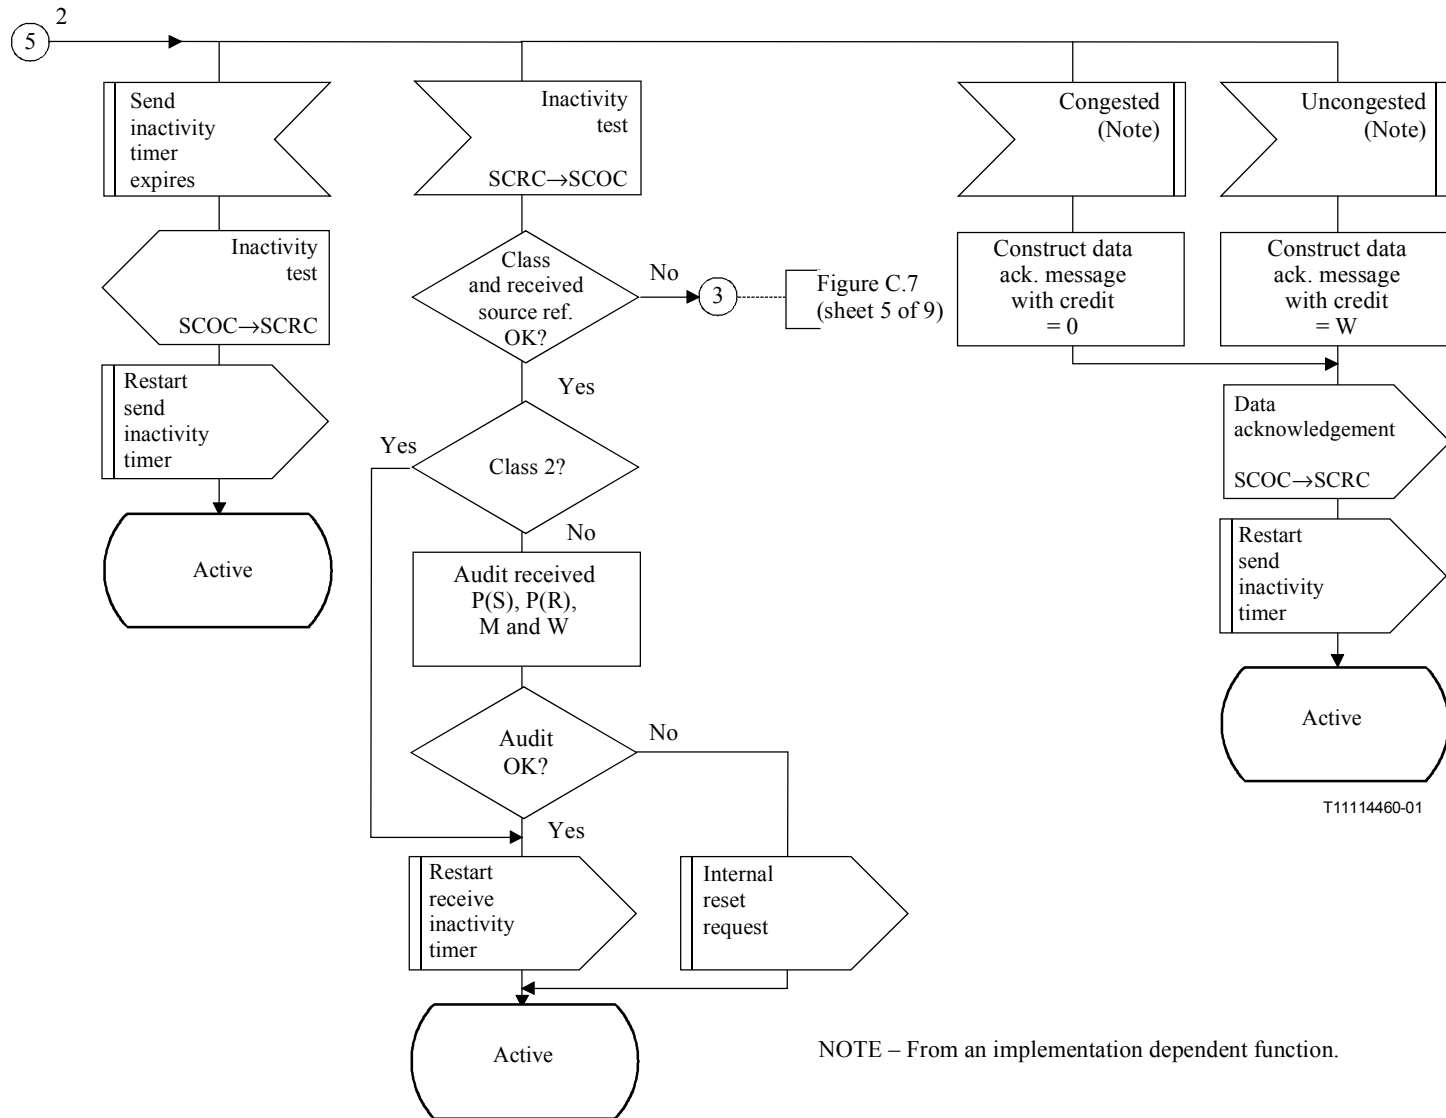 5
2
Send
inactivity
timer
expires
Inactivity
test
SCOC→SCRC
Restart
send
inactivity
timer
Active
Inactivity
test
SCRC→SCOC
Class
and received
source ref.
OK?
No
3
Figure C.7
(sheet 5 of 9)
Yes
Class 2?
Yes
No
Audit received
P(S), P(R),
M and W
Audit
OK?
No
Yes
Restart
receive
inactivity
timer
Internal
reset
request
Active
Congested
(Note)
Construct data
ack. message
with credit
= 0
Uncongested
(Note)
Construct data
ack. message
with credit
= W
Data
acknowledgement
SCOC→SCRC
Restart
send
inactivity
timer
Active
T11114460-01
NOTE – From an implementation dependent function.